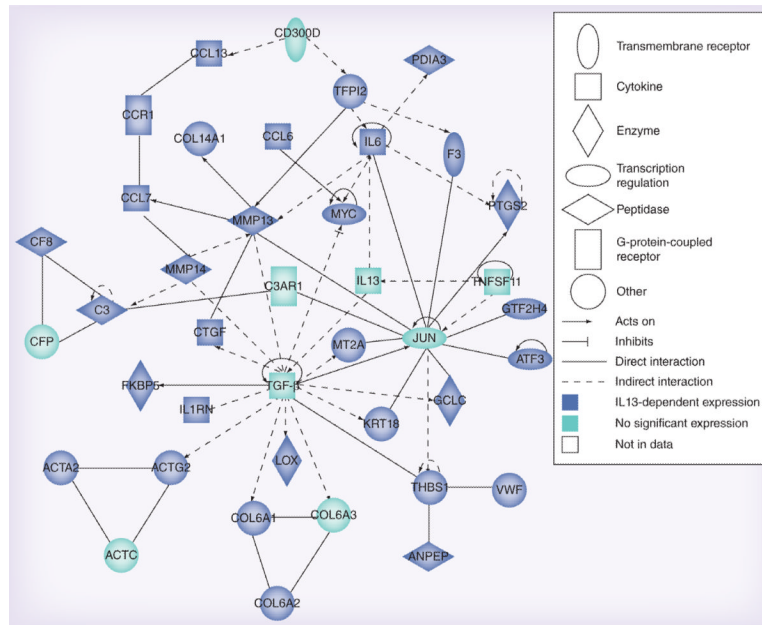 CD300D
CCL13
PDIA3
TFPI2
CCR1
COL14A1
CCL6
IL6
F3
CCL7
MMP13
MYC
PTGS2
CF8
MMP14
C3AR1
IL13
TNFSF11
C3
GTF2H4
CFP
CTGF
MT2A
JUN
ATF3
FKBP5
TGF-β
GCLC
IL1RN
KRT18
ACTA2
ACTG2
LOX
THBS1
VWF
COL6A1
COL6A3
ACTC
ANPEP
COL6A2
Transmembrane
receptor
Cytokine
Enzyme
Transcription
regulation
Peptidase
G-protein-coupled
receptor
Other
Acts on
Inhibits
Direct interaction
Indirect interaction
IL13-dependent expression
No significant expression
Not in data